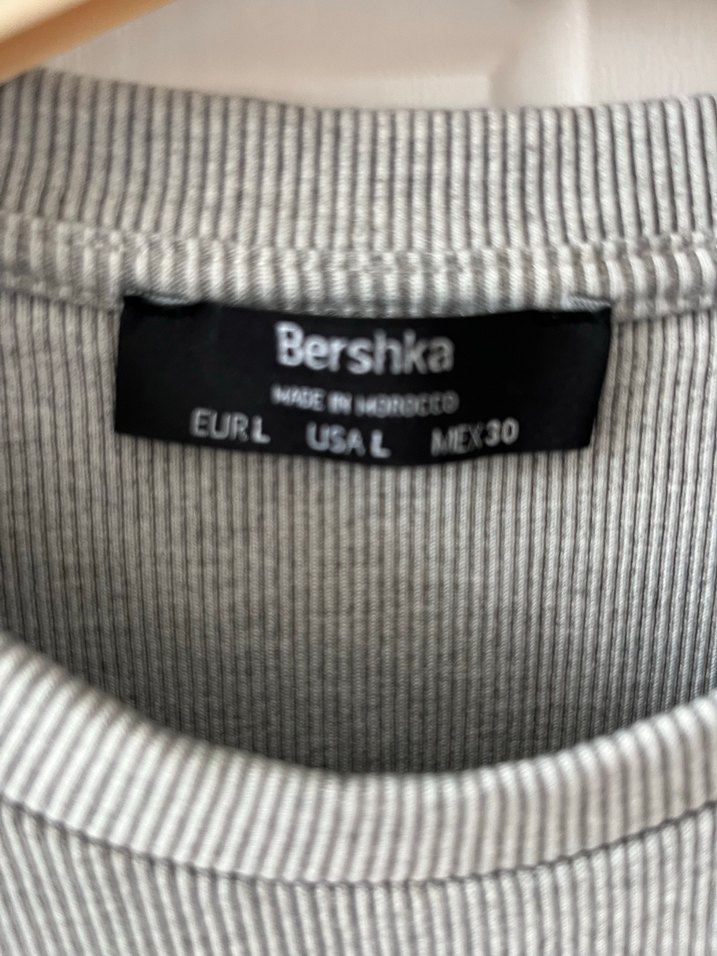 Bershka
MADE IN MOROCCO
EUR L USA L MEX 30